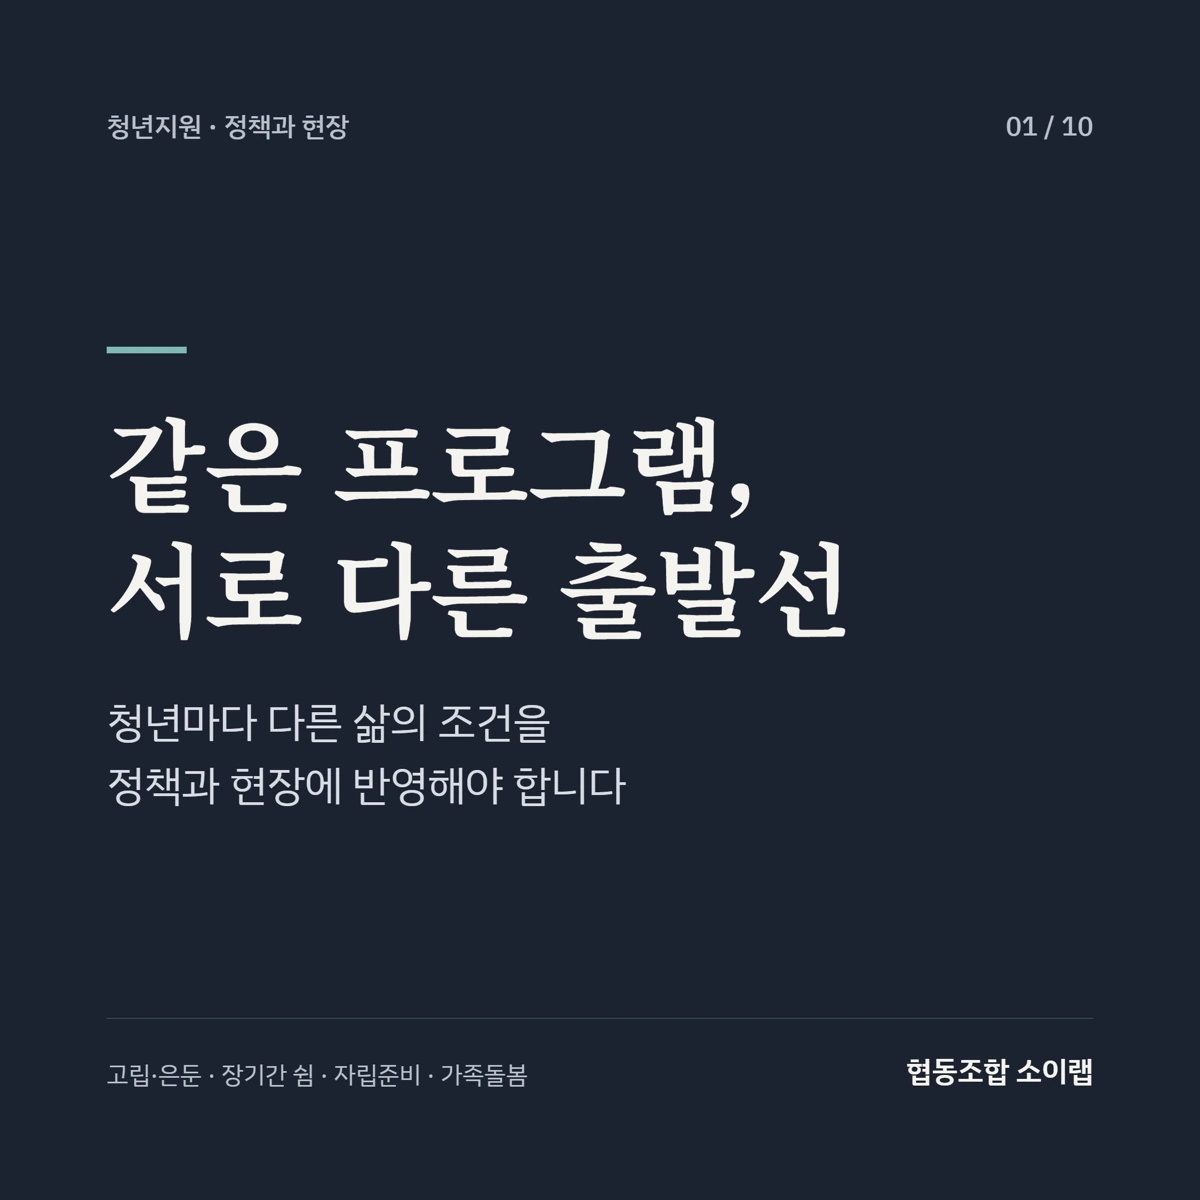 청년지원 · 정책과 현장
01 / 10
같은 프로그램,
서로 다른 출발선
청년마다 다른 삶의 조건을
정책과 현장에 반영해야 합니다
고립·은둔 · 장기간 쉼 · 자립준비 · 가족돌봄
협동조합 소이랩